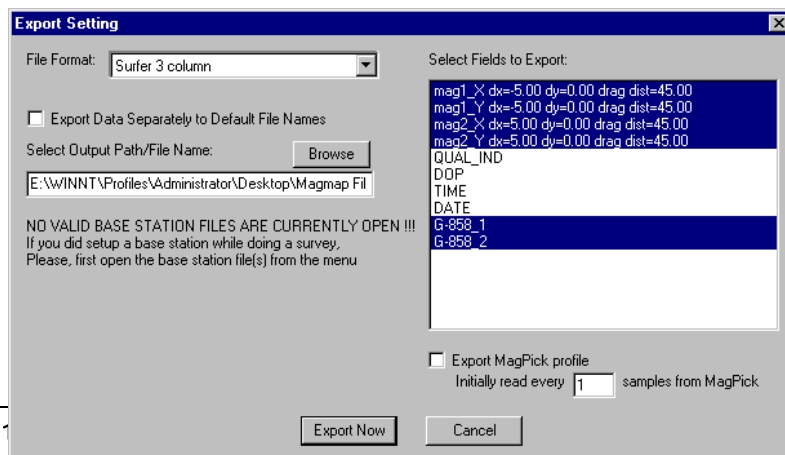 Export Setting
File Format:
Surfer 3 column
Export Data Separately to Default File Names
Select Output Path/File Name:
Browse
E:\WINNT\Profiles\Administrator\Desktop\Magmap Fil
NO VALID BASE STATION FILES ARE CURRENTLY OPEN !!!
If you did setup a base station while doing a survey,
Please, first open the base station file(s) from the menu
Select Fields to Export:
mag1_X dx=-5.00 dy=0.00 drag dist=45.00
mag1_Y dx=-5.00 dy=0.00 drag dist=45.00
mag2_X dx=5.00 dy=0.00 drag dist=45.00
mag2_Y dx=5.00 dy=0.00 drag dist=45.00
QUAL_IND
DOP
TIME
DATE
G-858_1
G-858_2
Export MagPick profile
Initially read every 1 samples from MagPick
Export Now
Cancel